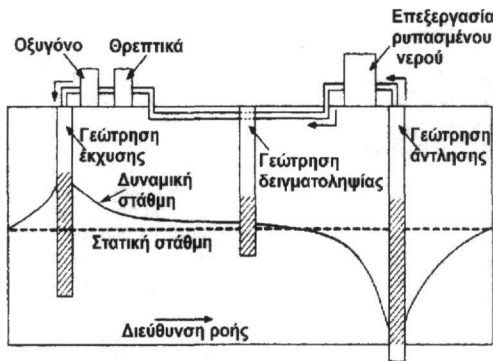 Οξυγόνο
Θρεπτικά
Επεξεργασία
ρυπασμένου
νερού
Γεώτρηση
έκχυσης
Γεώτρηση
δειγματοληψίας
Γεώτρηση
άντλησης
Δυναμική
στάθμη
Στατική στάθμη
Διεύθυνση ροής